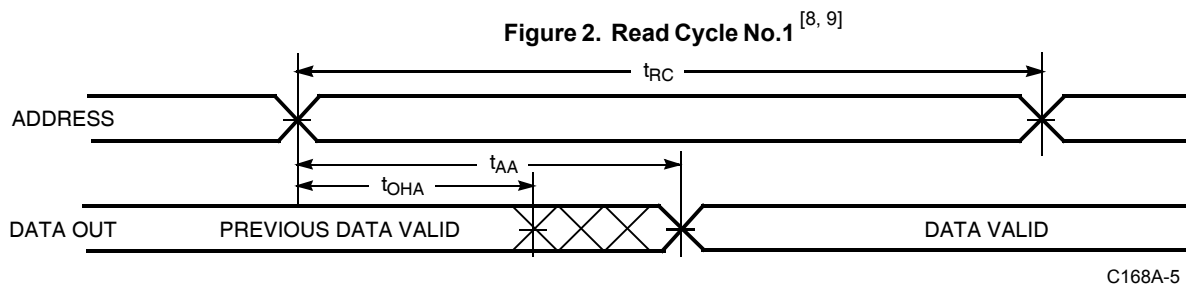 Figure 2. Read Cycle No.1 [8, 9]
tRC
ADDRESS
tAA
tOHA
DATA OUT PREVIOUS DATA VALID DATA VALID
C168A-5